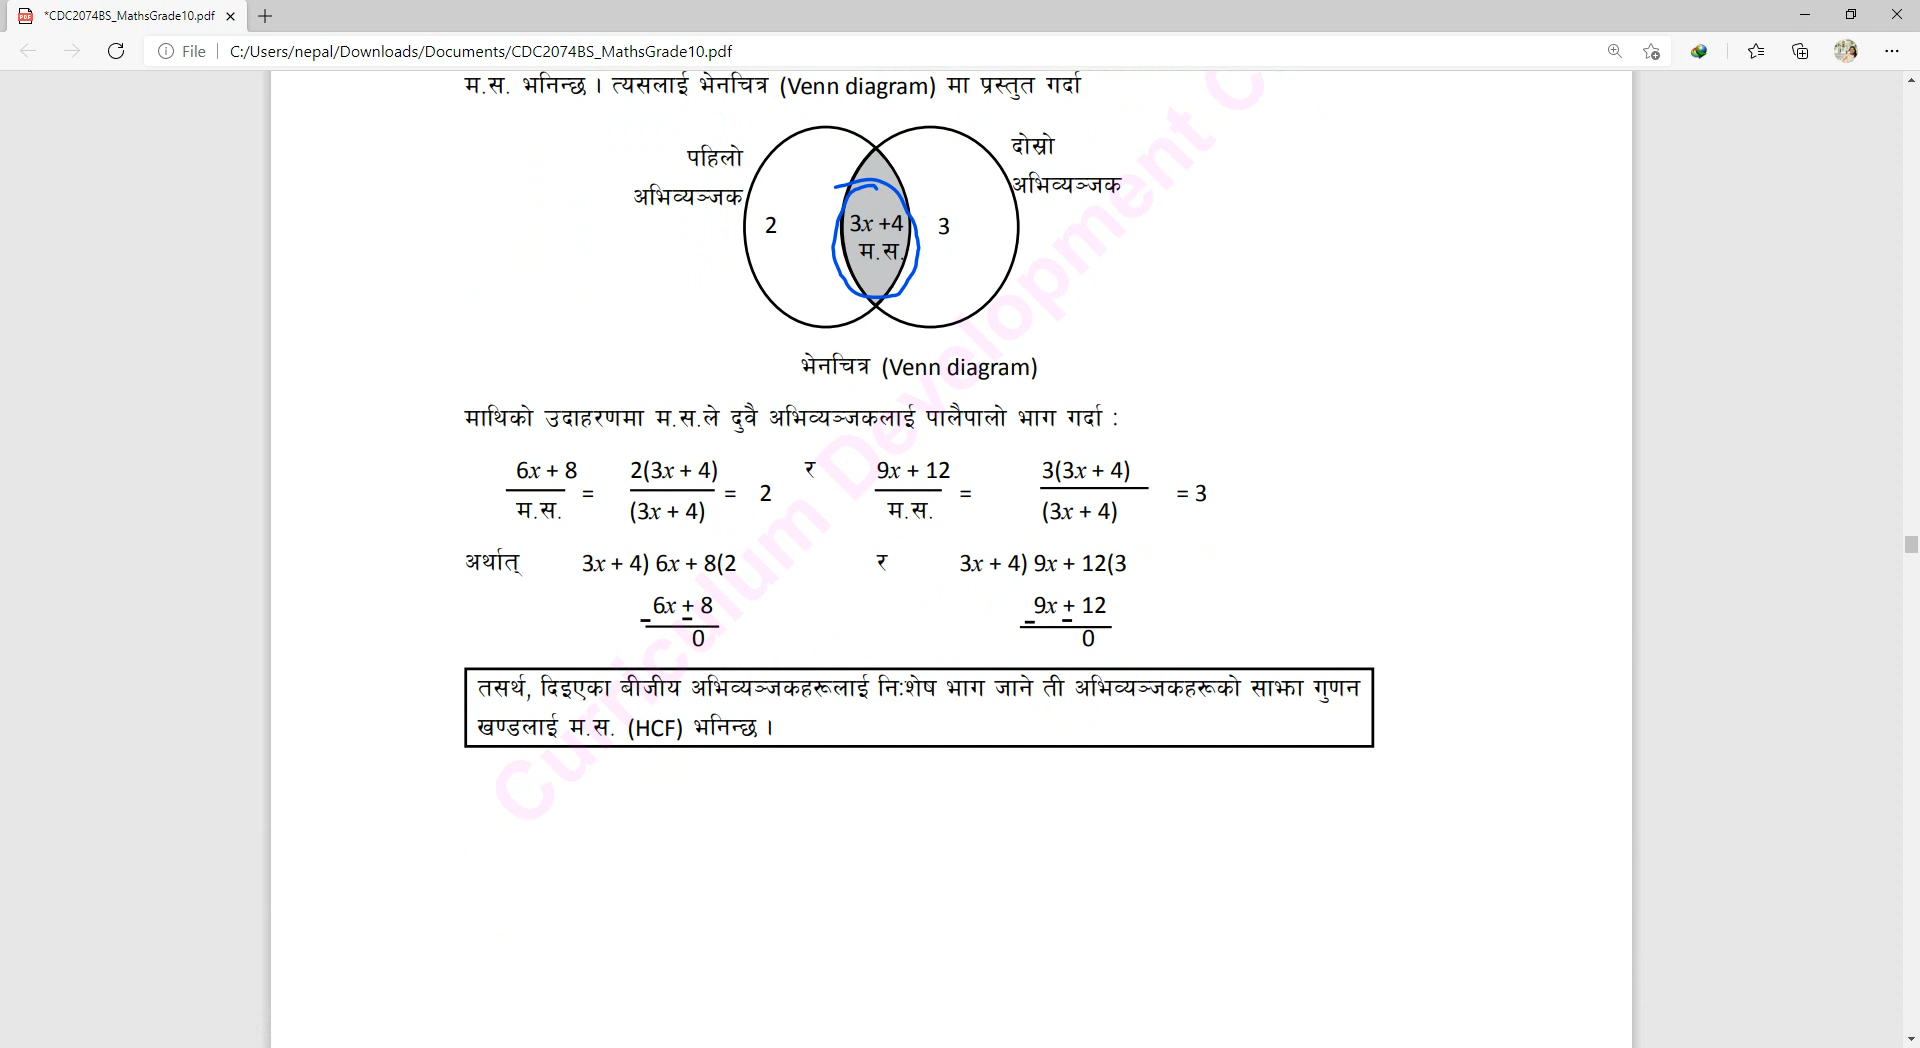 *CDC2074BS_MathsGrade10.pdf
File
C:/Users/nepal/Downloads/Documents/CDC2074BS_MathsGrade10.pdf
म.स. भनिन्छ । त्यसलाई भेनचित्र (Venn diagram) मा प्रस्तुत गर्दा
पहिलो
अभिव्यञ्जक
दोस्रो
अभिव्यञ्जक
2
3x +4
म.स.
3
भेनचित्र (Venn diagram)
माथिको उदाहरणमा म.स.ले दुवै अभिव्यञ्जकलाई पालैपालो भाग गर्दा :
6x + 8 2(3x + 4) र 9x + 12 3(3x + 4)
= = 2 = = 3
म.स. (3x + 4) म.स. (3x + 4)
अर्थात् 3x + 4) 6x + 8(2 र 3x + 4) 9x + 12(3
6x + 8 9x + 12
- - - -
0 0
तसर्थ, दिइएका बीजीय अभिव्यञ्जकहरूलाई नि:शेष भाग जाने ती अभिव्यञ्जकहरूको साझा गुणन
खण्डलाई म.स. (HCF) भनिन्छ ।
Curriculum Development C